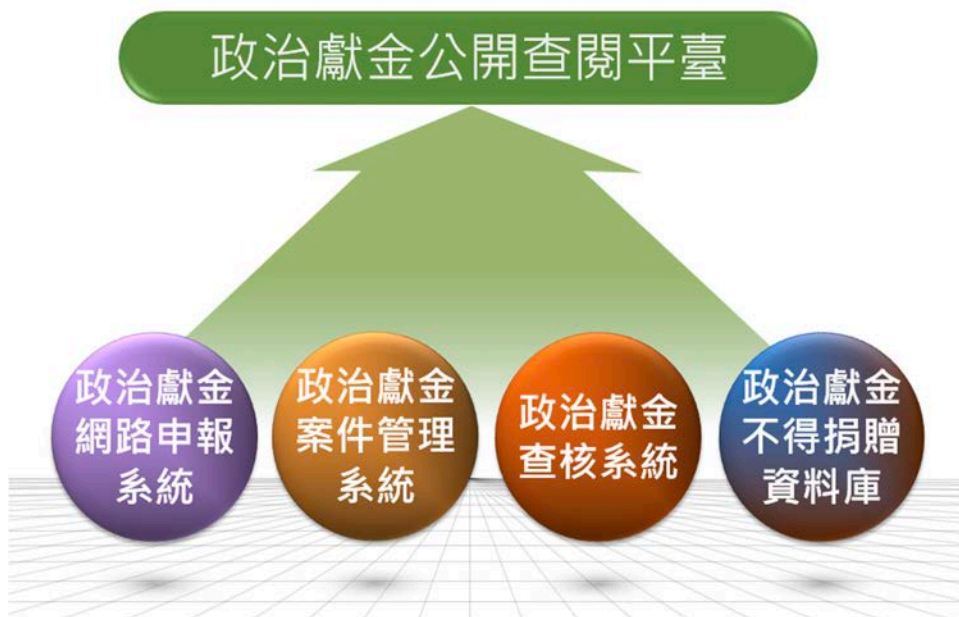 政治獻金公開查閱平臺
政治獻金
網路申報
系統
政治獻金
案件管理
系統
政治獻金
查核系統
政治獻金
不得捐贈
資料庫